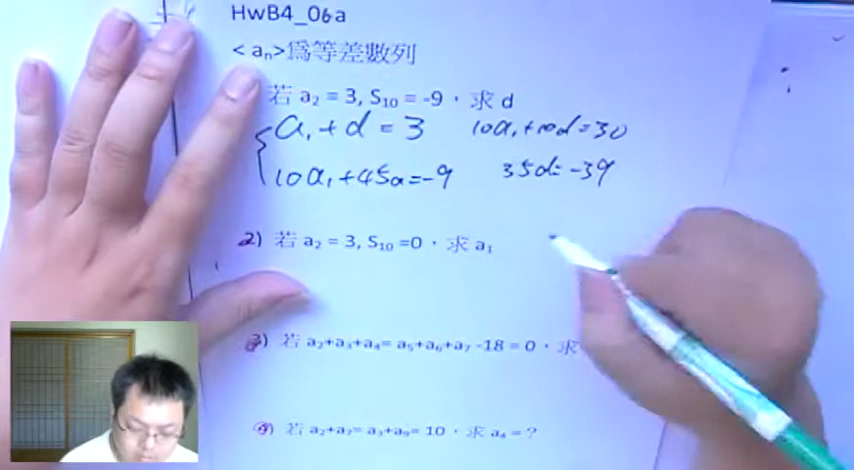 HwB4_06a
< aₙ>為等差數列
若 a₂ = 3, S₁₀ = -9，求 d
a₁ + d = 3 10a₁+10d=30
10a₁+45a=-9 35d=-39
2) 若 a₂ = 3, S₁₀ =0，求 a₁
3) 若 a₂+a₃+a₄= a₅+a₆+a₇ -18 = 0，求
4) 若 a₂+a₇= a₃+a₉= 10，求 a₄ = ?